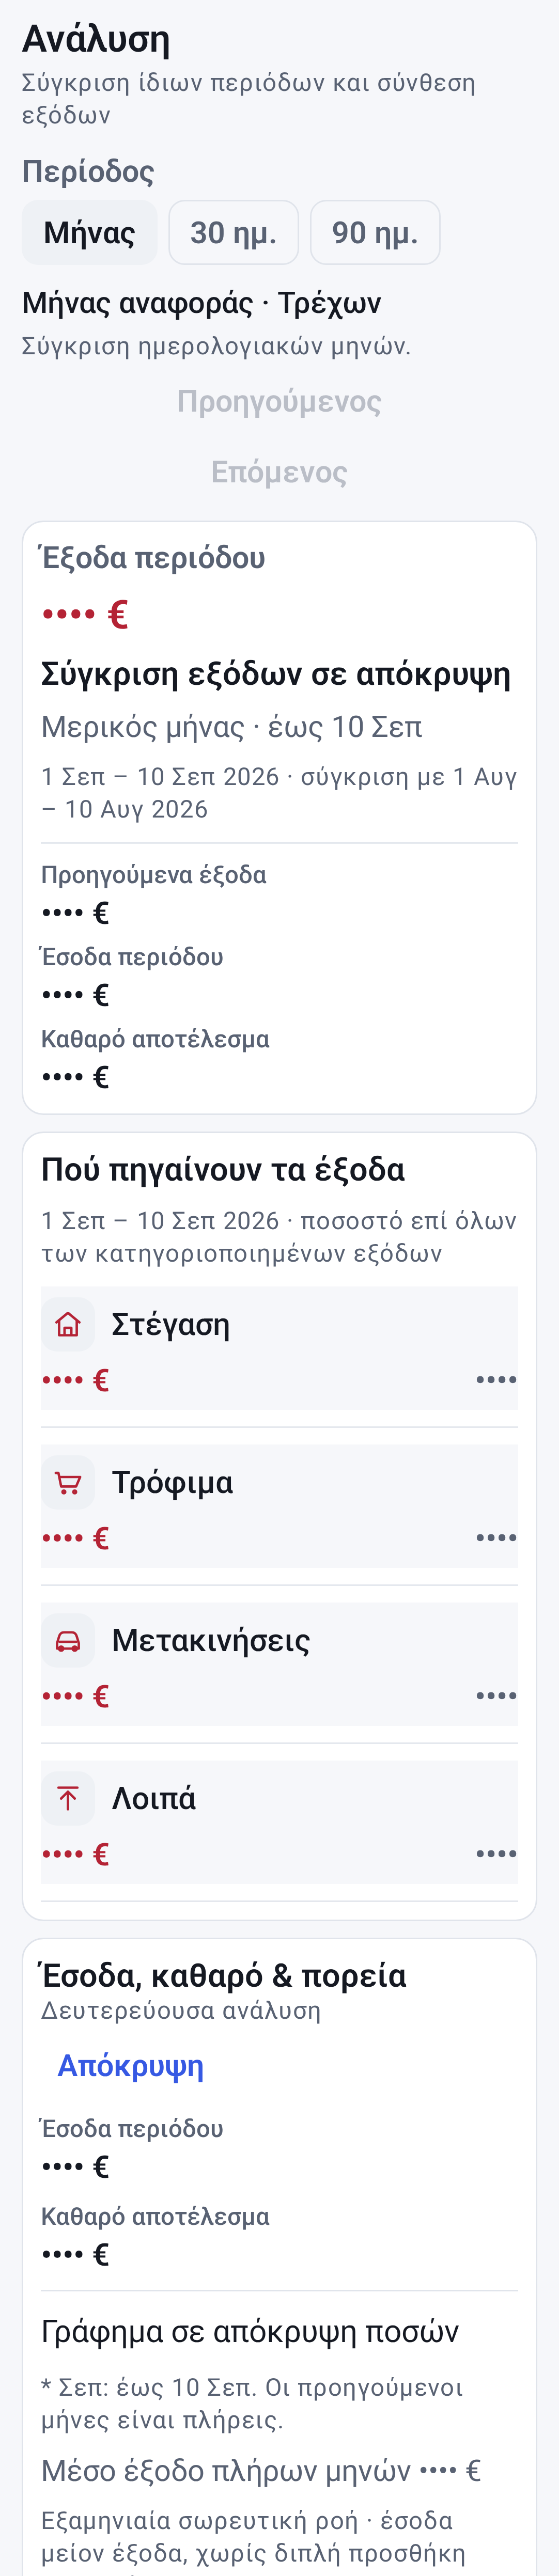 Ανάλυση
Σύγκριση ίδιων περιόδων και σύνθεση
εξόδων
Περίοδος
Μήνας
30 ημ.
90 ημ.
Μήνας αναφοράς · Τρέχων
Σύγκριση ημερολογιακών μηνών.
Προηγούμενος
Επόμενος
Έξοδα περιόδου
•••• €
Σύγκριση εξόδων σε απόκρυψη
Μερικός μήνας · έως 10 Σεπ
1 Σεπ – 10 Σεπ 2026 · σύγκριση με 1 Αυγ
– 10 Αυγ 2026
Προηγούμενα έξοδα
•••• €
Έσοδα περιόδου
•••• €
Καθαρό αποτέλεσμα
•••• €
Πού πηγαίνουν τα έξοδα
1 Σεπ – 10 Σεπ 2026 · ποσοστό επί όλων
των κατηγοριοποιημένων εξόδων
Στέγαση
•••• € ••••
Τρόφιμα
•••• € ••••
Μετακινήσεις
•••• € ••••
Λοιπά
•••• € ••••
Έσοδα, καθαρό & πορεία
Δευτερεύουσα ανάλυση
Απόκρυψη
Έσοδα περιόδου
•••• €
Καθαρό αποτέλεσμα
•••• €
Γράφημα σε απόκρυψη ποσών
* Σεπ: έως 10 Σεπ. Οι προηγούμενοι
μήνες είναι πλήρεις.
Μέσο έξοδο πλήρων μηνών •••• €
Εξαμηνιαία σωρευτική ροή · έσοδα
μείον έξοδα, χωρίς διπλή προσθήκη